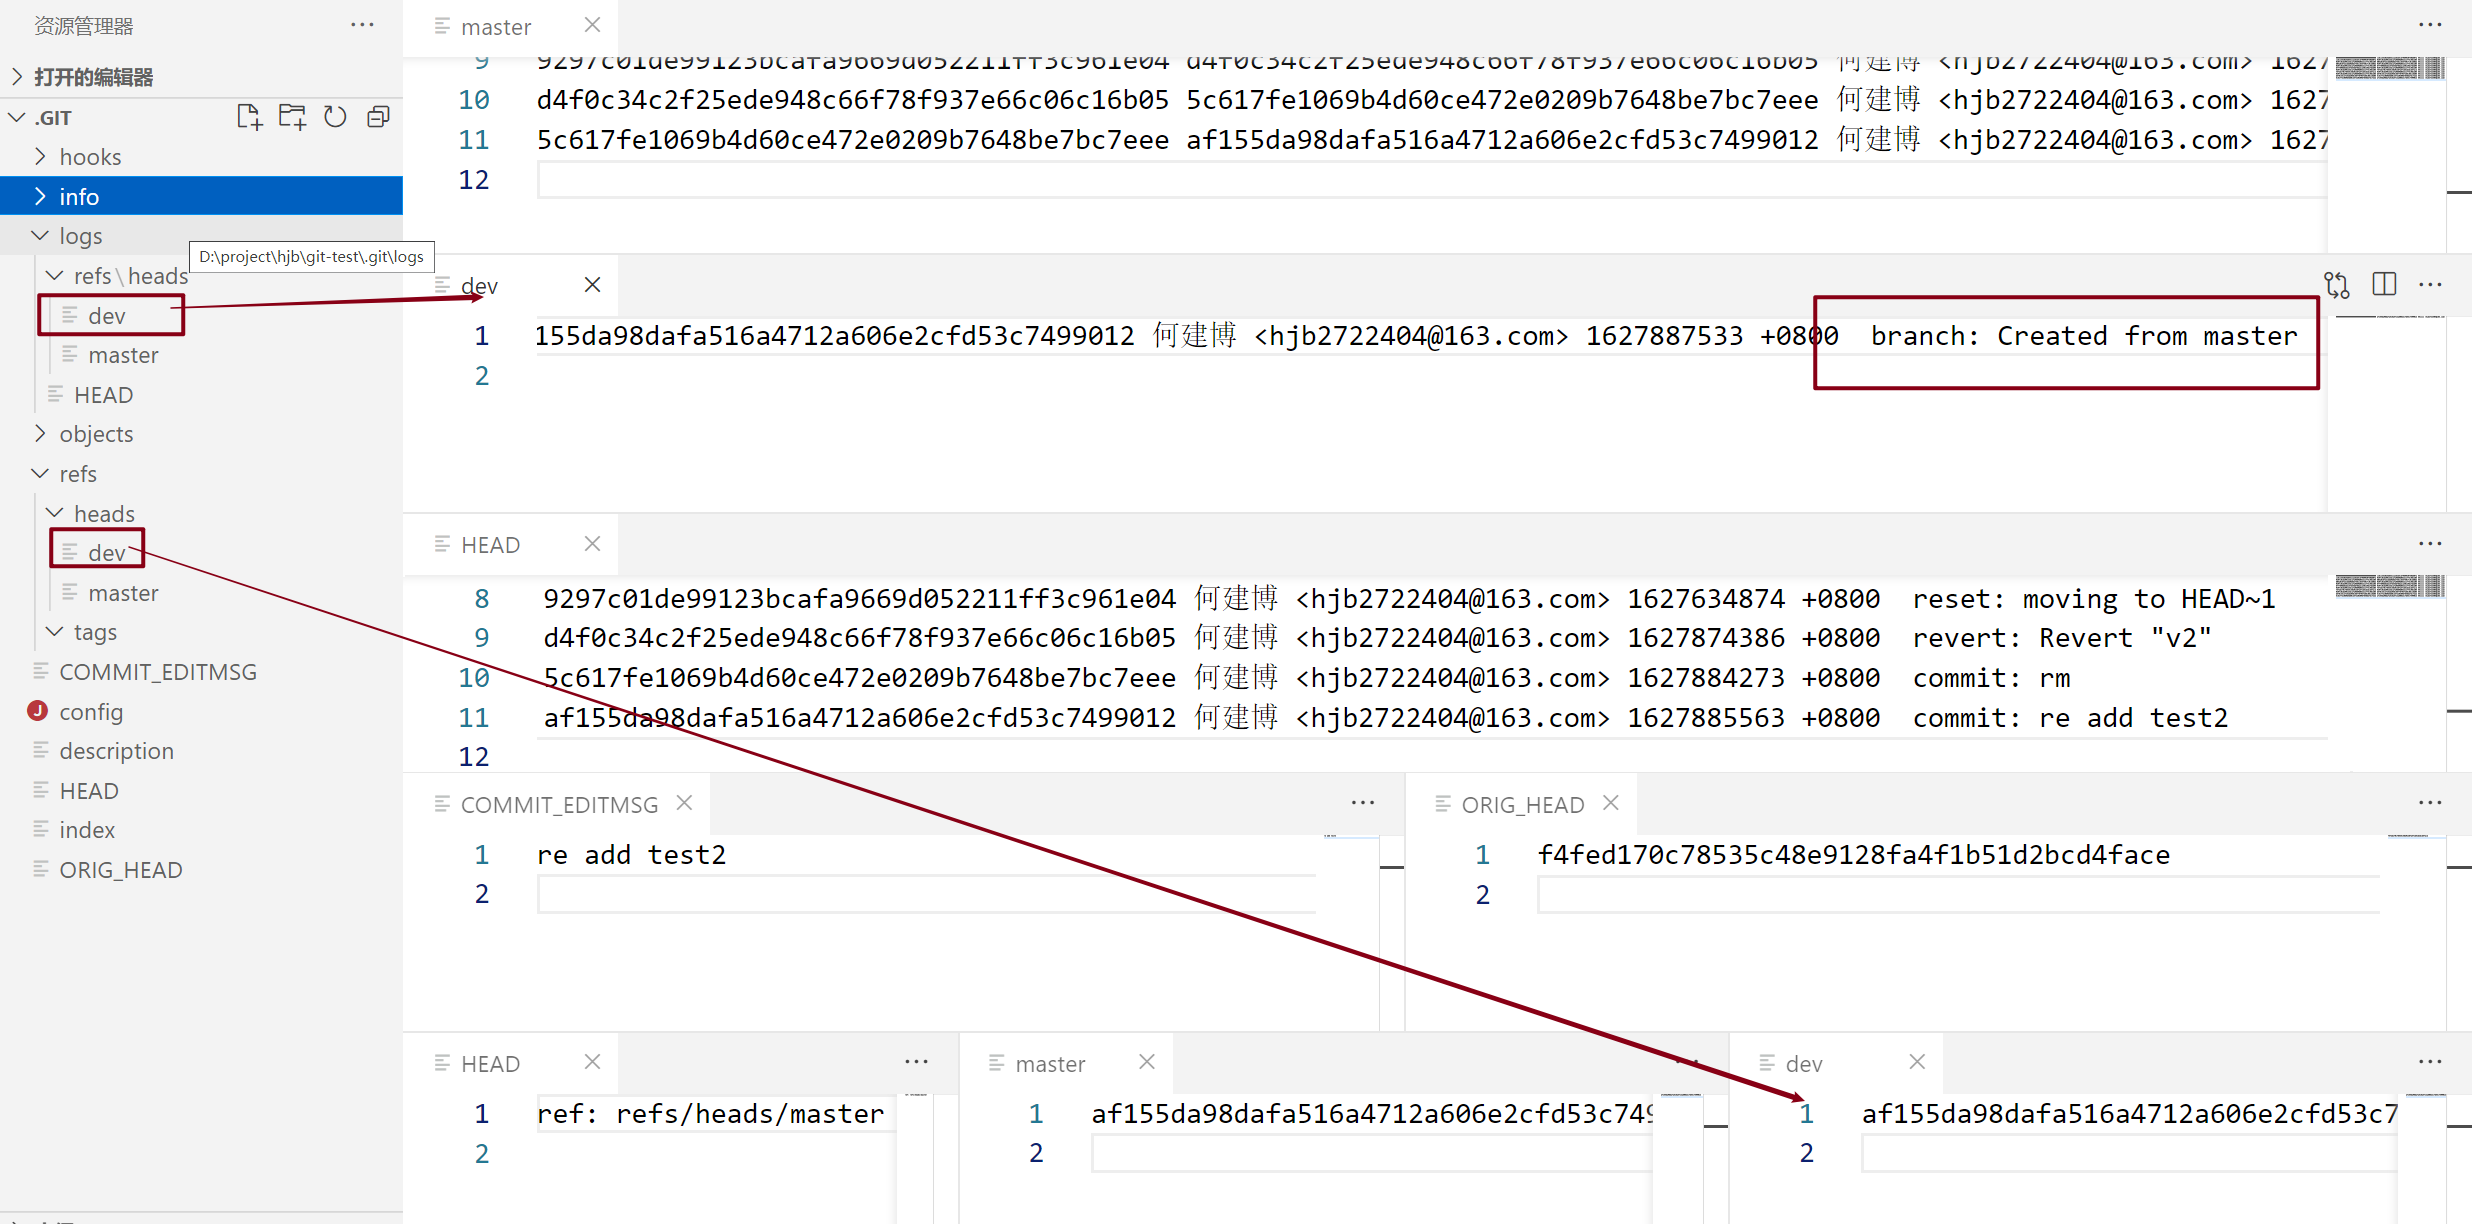 资源管理器
打开的编辑器
.GIT
hooks
info
logs
D:\project\hjb\git-test\.git\logs
refs\heads
dev
master
HEAD
objects
refs
heads
dev
master
tags
COMMIT_EDITMSG
config
description
HEAD
index
ORIG_HEAD
master
9 9297c01de99123bcafa9669d052211ff3c961e04 d4f0c34c2f25ede948c66f78f937e66c06c16b05 何建博 <hjb2722404@163.com> 1627
10 d4f0c34c2f25ede948c66f78f937e66c06c16b05 5c617fe1069b4d60ce472e0209b7648be7bc7eee 何建博 <hjb2722404@163.com> 1627
11 5c617fe1069b4d60ce472e0209b7648be7bc7eee af155da98dafa516a4712a606e2cfd53c7499012 何建博 <hjb2722404@163.com> 1627
12
dev
1 155da98dafa516a4712a606e2cfd53c7499012 何建博 <hjb2722404@163.com> 1627887533 +0800 branch: Created from master
2
HEAD
8 9297c01de99123bcafa9669d052211ff3c961e04 何建博 <hjb2722404@163.com> 1627634874 +0800 reset: moving to HEAD~1
9 d4f0c34c2f25ede948c66f78f937e66c06c16b05 何建博 <hjb2722404@163.com> 1627874386 +0800 revert: Revert "v2"
10 5c617fe1069b4d60ce472e0209b7648be7bc7eee 何建博 <hjb2722404@163.com> 1627884273 +0800 commit: rm
11 af155da98dafa516a4712a606e2cfd53c7499012 何建博 <hjb2722404@163.com> 1627885563 +0800 commit: re add test2
12
COMMIT_EDITMSG
1 re add test2
2
ORIG_HEAD
1 f4fed170c78535c48e9128fa4f1b51d2bcd4face
2
HEAD
1 ref: refs/heads/master
2
master
1 af155da98dafa516a4712a606e2cfd53c749
2
dev
1 af155da98dafa516a4712a606e2cfd53c7
2